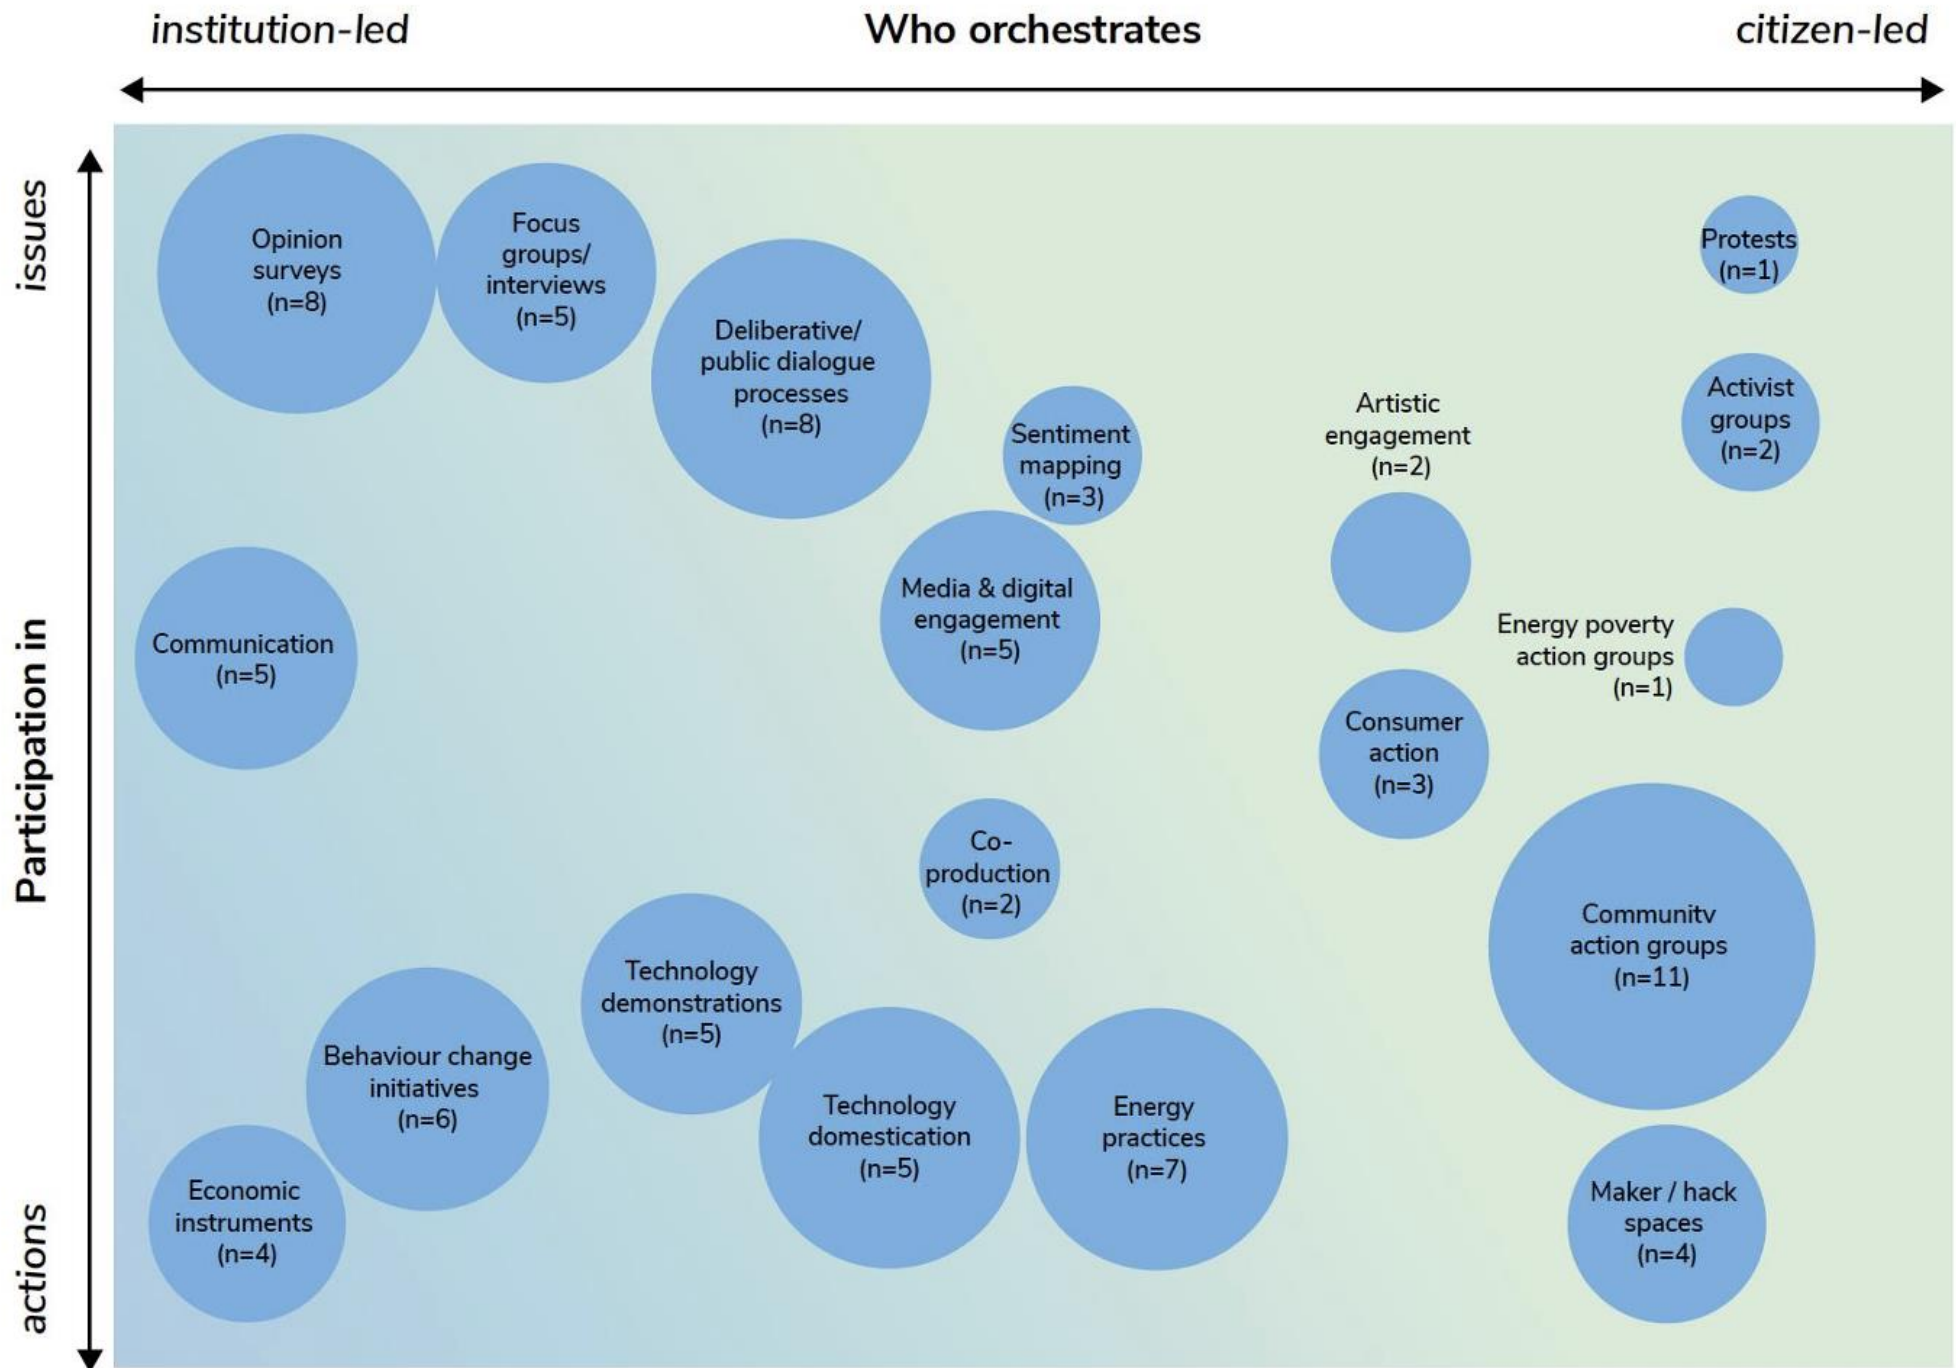 institution-led
Who orchestrates
citizen-led
issues
Participation in
actions
Opinion
surveys
(n=8)
Focus
groups/
interviews
(n=5)
Deliberative/
public dialogue
processes
(n=8)
Sentiment
mapping
(n=3)
Artistic
engagement
(n=2)
Protests
(n=1)
Activist
groups
(n=2)
Communication
(n=5)
Media & digital
engagement
(n=5)
Energy poverty
action groups
(n=1)
Consumer
action
(n=3)
Co-
production
(n=2)
Community
action groups
(n=11)
Technology
demonstrations
(n=5)
Behaviour change
initiatives
(n=6)
Technology
domestication
(n=5)
Energy
practices
(n=7)
Economic
instruments
(n=4)
Maker / hack
spaces
(n=4)